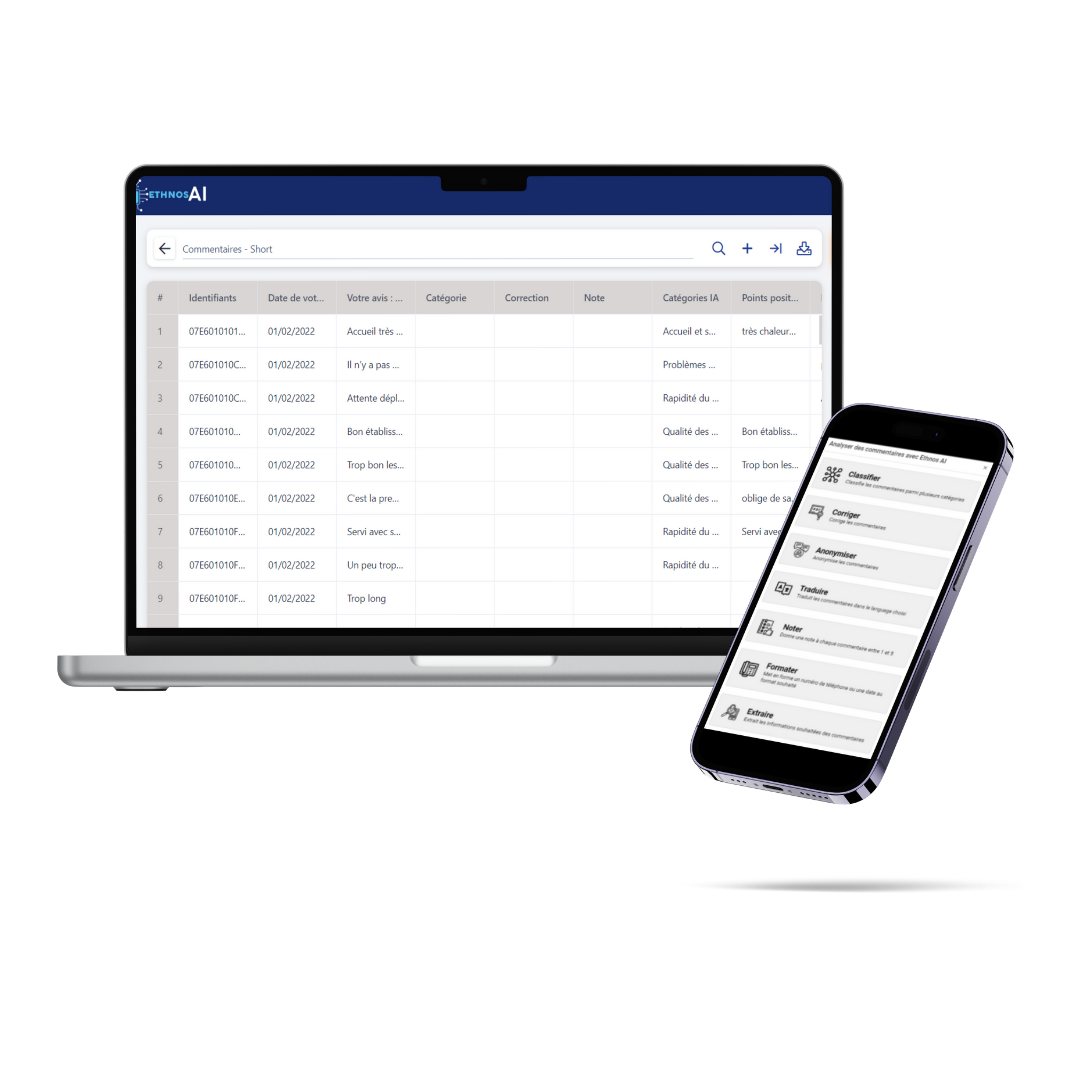 ETHNOSAI
Commentaires - Short
# Identifiants Date de vot... Votre avis : ... Catégorie Correction Note Catégories IA Points posit...
1 07E6010101... 01/02/2022 Accueil très ... Accueil et s... très chaleur...
2 07E601010C... 01/02/2022 Il n'y a pas ... Problèmes ...
3 07E601010C... 01/02/2022 Attente dépl... Rapidité du ...
4 07E601010... 01/02/2022 Bon établiss... Qualité des ... Bon établiss...
5 07E601010... 01/02/2022 Trop bon les... Qualité des ... Trop bon les...
6 07E601010E... 01/02/2022 C'est la pre... Qualité des ... oblige de sa...
7 07E601010F... 01/02/2022 Servi avec s... Rapidité du ... Servi avec
8 07E601010F... 01/02/2022 Un peu trop... Rapidité du ...
9 07E601010F... 01/02/2022 Trop long
Analyser des commentaires avec Ethnos AI
Classifier
Classifie les commentaires parmi plusieurs catégories
Corriger
Corrige les commentaires
Anonymiser
Anonymise les commentaires
Traduire
Traduit les commentaires dans le language choisi
Noter
Donne une note à chaque commentaire entre 1 et 5
Formater
Met en forme un numéro de téléphone ou une date au
format souhaité
Extraire
Extrait les informations souhaitées des commentaires